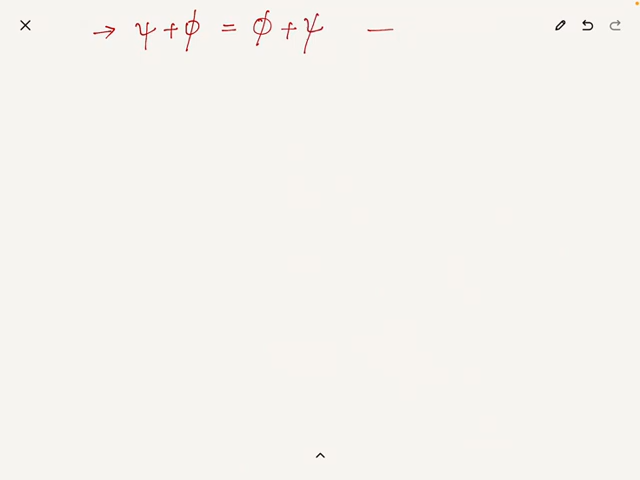 → ψ + φ = φ + ψ —